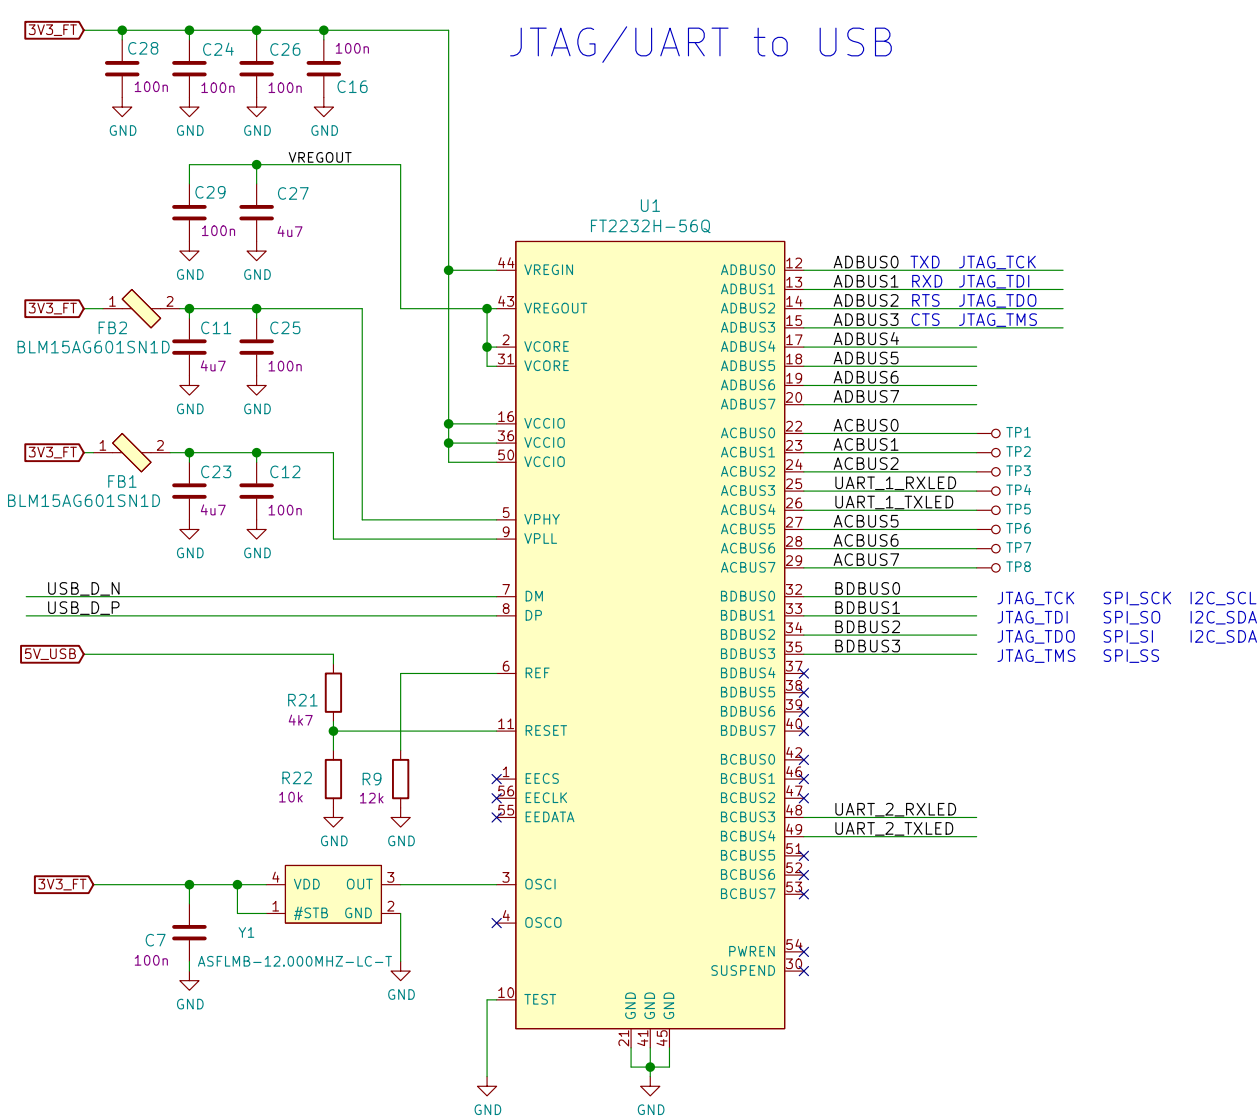 JTAG/UART to USB
3V3_FT
C28
100n
GND
C24
100n
GND
C26
100n
GND
100n
C16
GND
VREGOUT
C29
100n
GND
C27
4u7
GND
3V3_FT
1
2
FB2
BLM15AG601SN1D
C11
4u7
GND
C25
100n
GND
3V3_FT
1
2
FB1
BLM15AG601SN1D
C23
4u7
GND
C12
100n
GND
USB_D_N
USB_D_P
5V_USB
R21
4k7
R22
10k
GND
R9
12k
GND
3V3_FT
C7
100n
GND
4 VDD OUT 3
1 #STB GND 2
Y1
ASFLMB-12.000MHZ-LC-T
GND
GND
U1
FT2232H-56Q
44 VREGIN
43 VREGOUT
2 VCORE
31 VCORE
16 VCCIO
36 VCCIO
50 VCCIO
5 VPHY
9 VPLL
7 DM
8 DP
6 REF
11 RESET
1 EECS
56 EECLK
55 EEDATA
3 OSCI
4 OSCO
10 TEST
GND 21
GND 41
GND 45
GND
ADBUS0 12 ADBUS0 TXD JTAG_TCK
ADBUS1 13 ADBUS1 RXD JTAG_TDI
ADBUS2 14 ADBUS2 RTS JTAG_TDO
ADBUS3 15 ADBUS3 CTS JTAG_TMS
ADBUS4 17 ADBUS4
ADBUS5 18 ADBUS5
ADBUS6 19 ADBUS6
ADBUS7 20 ADBUS7
ACBUS0 22 ACBUS0 TP1
ACBUS1 23 ACBUS1 TP2
ACBUS2 24 ACBUS2 TP3
ACBUS3 25 UART_1_RXLED TP4
ACBUS4 26 UART_1_TXLED TP5
ACBUS5 27 ACBUS5 TP6
ACBUS6 28 ACBUS6 TP7
ACBUS7 29 ACBUS7 TP8
BDBUS0 32 BDBUS0 JTAG_TCK SPI_SCK I2C_SCL
BDBUS1 33 BDBUS1 JTAG_TDI SPI_SO I2C_SDA
BDBUS2 34 BDBUS2 JTAG_TDO SPI_SI I2C_SDA
BDBUS3 35 BDBUS3 JTAG_TMS SPI_SS
BDBUS4 37
BDBUS5 38
BDBUS6 39
BDBUS7 40
BCBUS0 42
BCBUS1 46
BCBUS2 47
BCBUS3 48 UART_2_RXLED
BCBUS4 49 UART_2_TXLED
BCBUS5 51
BCBUS6 52
BCBUS7 53
PWREN 54
SUSPEND 30